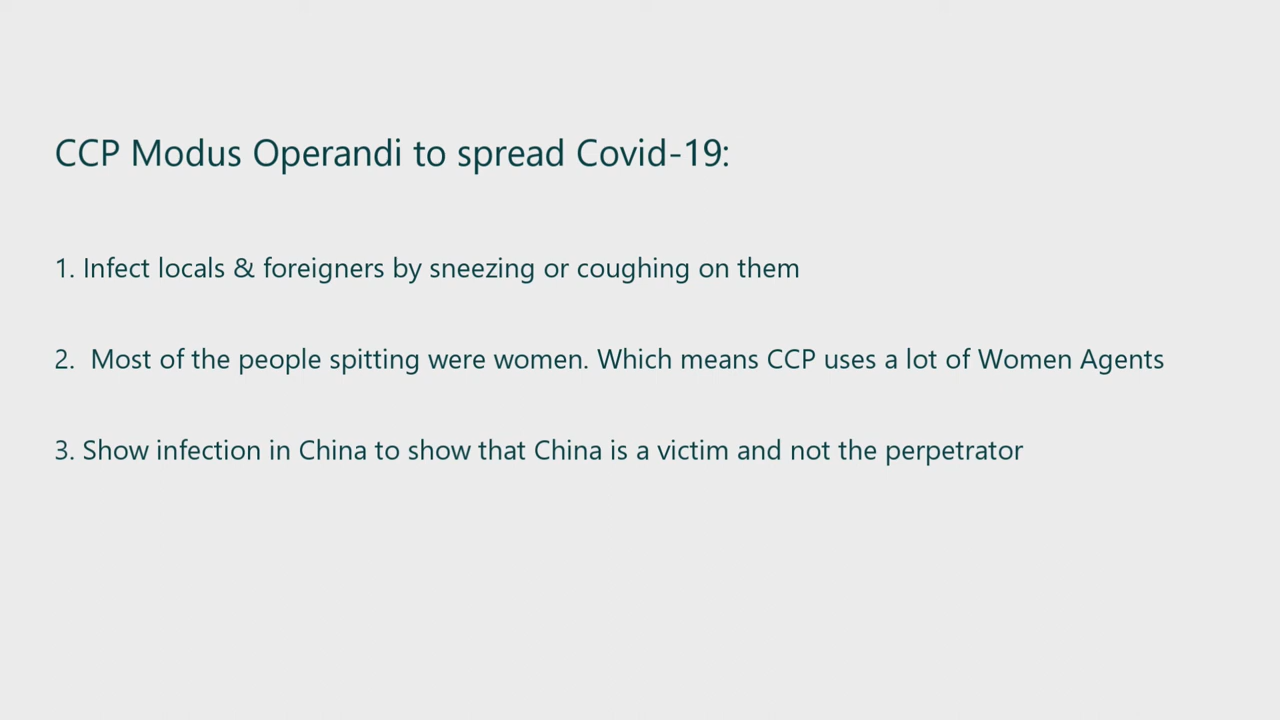 CCP Modus Operandi to spread Covid-19:
1. Infect locals & foreigners by sneezing or coughing on them
2.  Most of the people spitting were women. Which means CCP uses a lot of Women Agents
3. Show infection in China to show that China is a victim and not the perpetrator